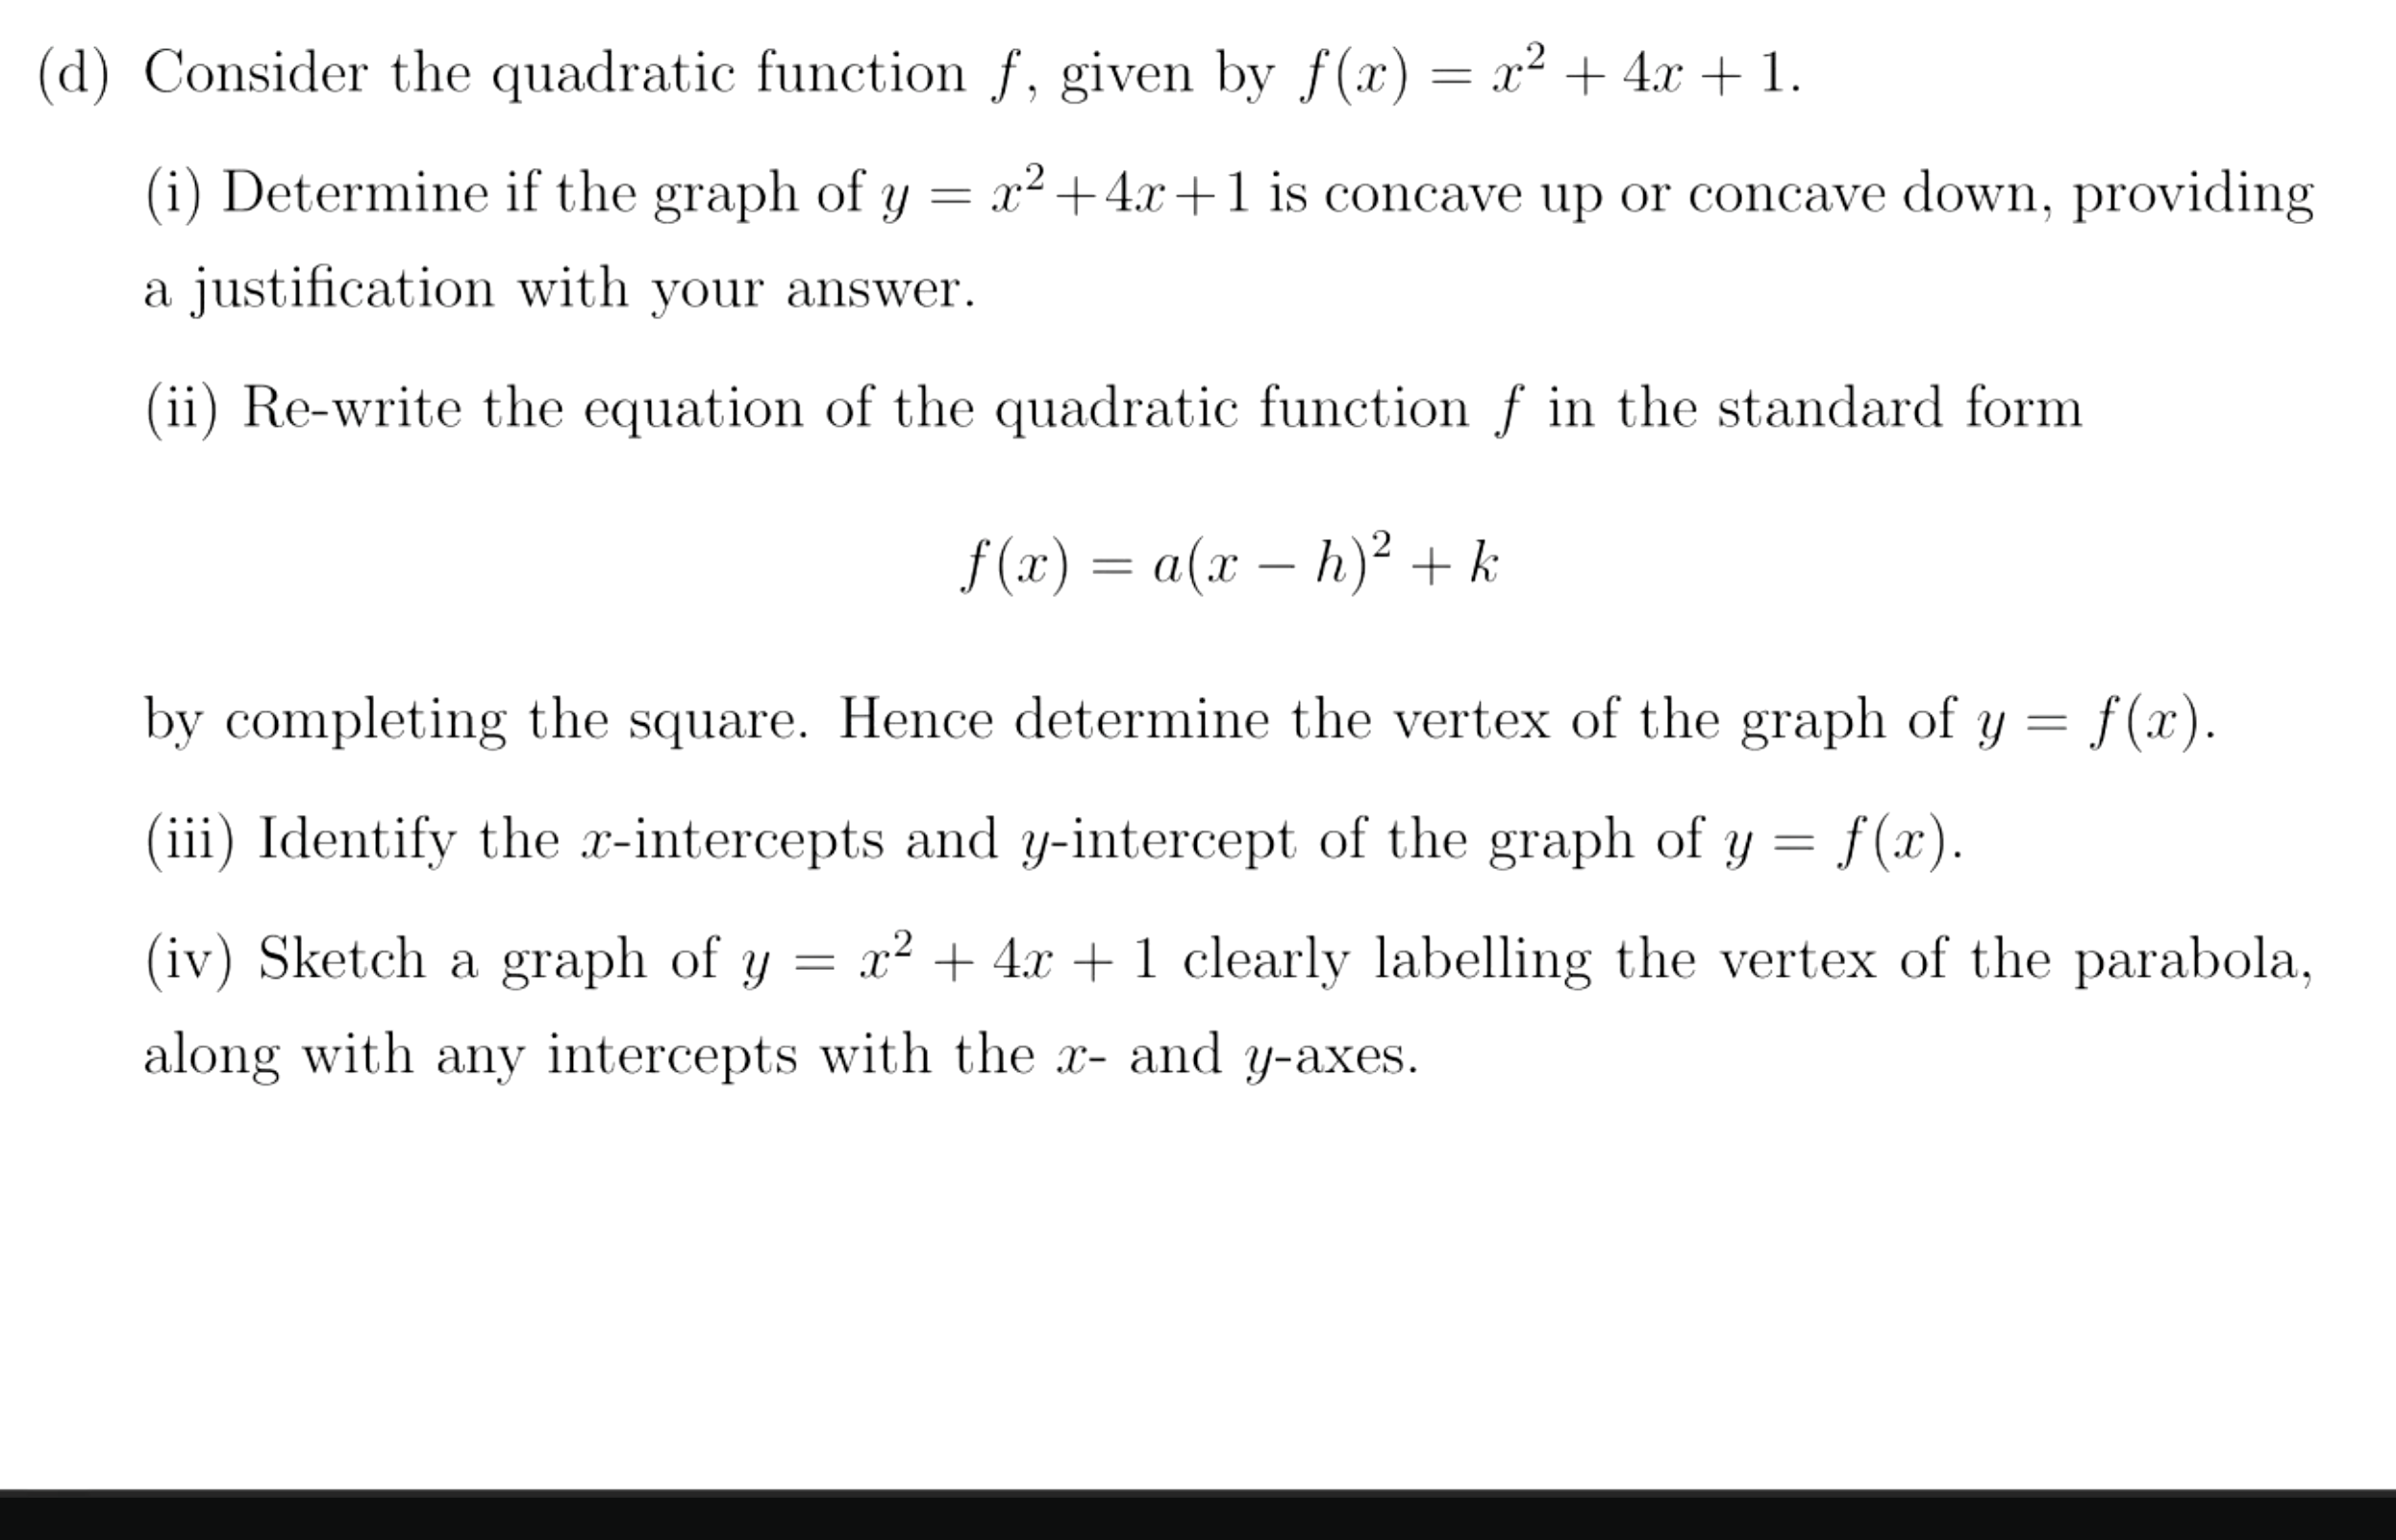 (d) Consider the quadratic function f, given by f(x) = x² + 4x + 1.
(i) Determine if the graph of y = x² + 4x + 1 is concave up or concave down, providing
a justification with your answer.
(ii) Re-write the equation of the quadratic function f in the standard form
f(x) = a(x − h)² + k
by completing the square. Hence determine the vertex of the graph of y = f(x).
(iii) Identify the x-intercepts and y-intercept of the graph of y = f(x).
(iv) Sketch a graph of y = x² + 4x + 1 clearly labelling the vertex of the parabola,
along with any intercepts with the x- and y-axes.